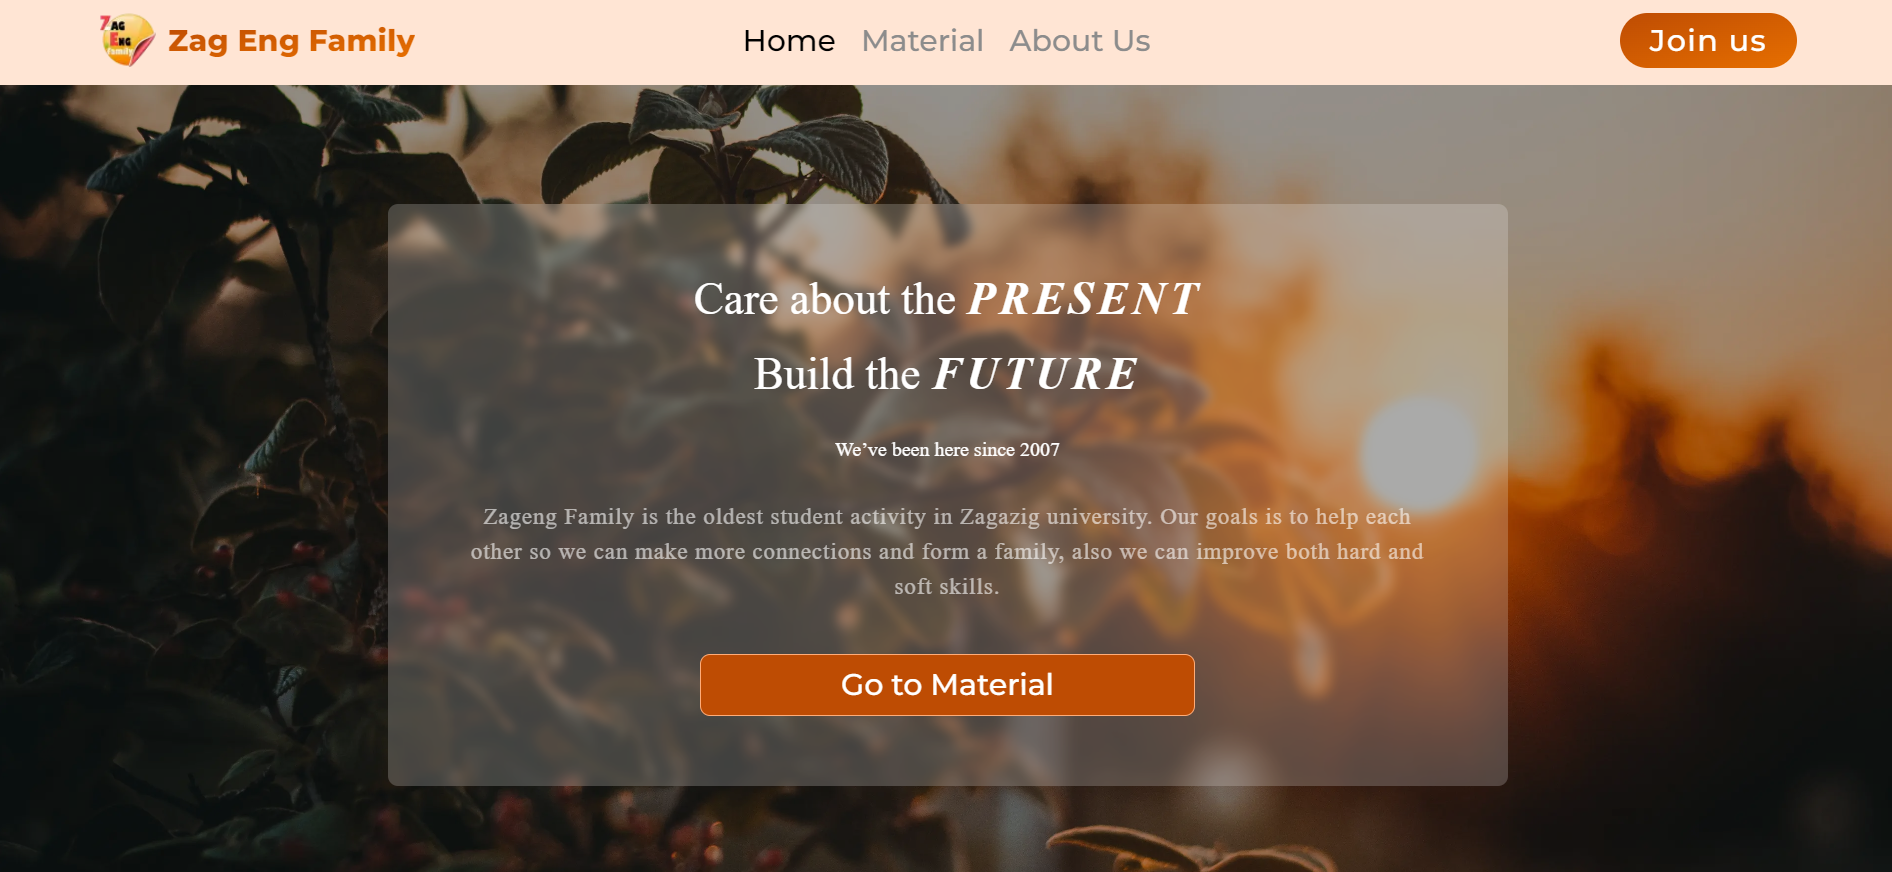 7AG
ENG
family
Zag Eng Family
Home Material About Us
Join us
Care about the PRESENT
Build the FUTURE
We’ve been here since 2007
Zageng Family is the oldest student activity in Zagazig university. Our goals is to help each
other so we can make more connections and form a family, also we can improve both hard and
soft skills.
Go to Material